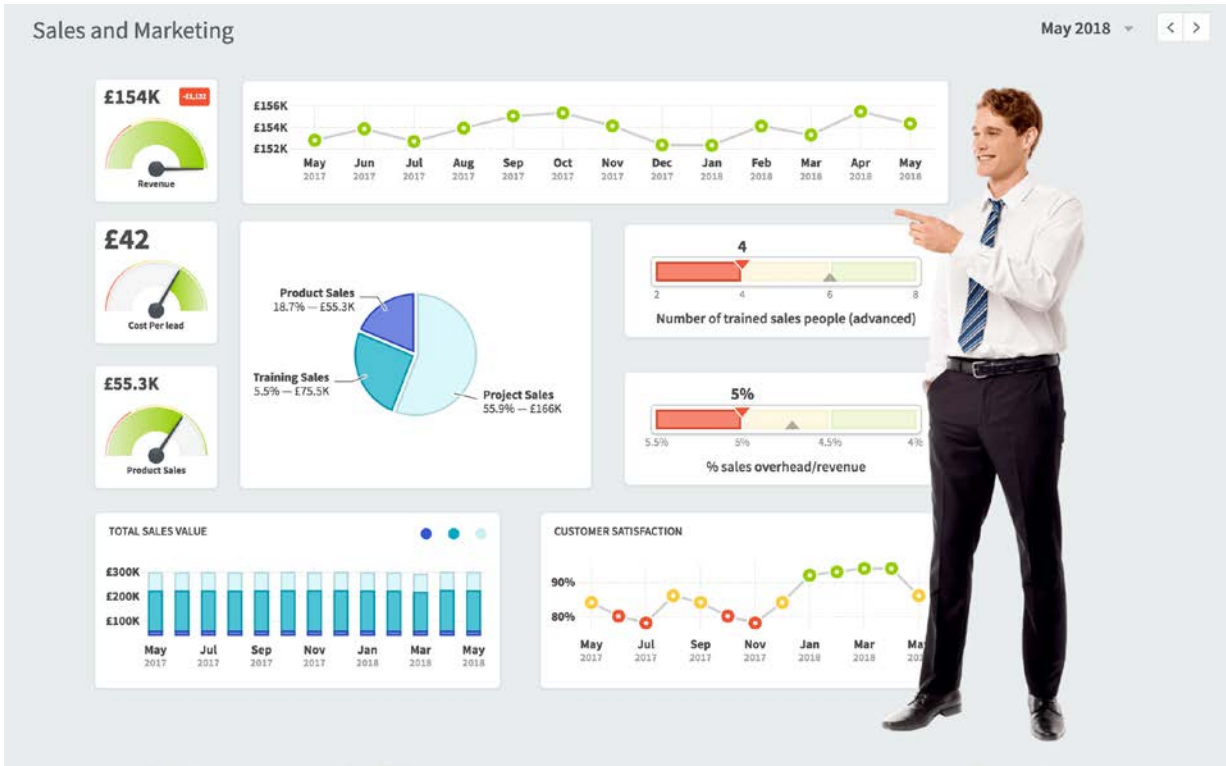 Sales and Marketing
May 2018
< >
£154K
-£1,132
Revenue
£156K
£154K
£152K
May Jun Jul Aug Sep Oct Nov Dec Jan Feb Mar Apr May
2017 2017 2017 2017 2017 2017 2017 2017 2018 2018 2018 2018 2018
£42
Cost Per lead
£55.3K
Product Sales
Product Sales
18.7% — £55.3K
Training Sales
5.5% — £75.5K
Project Sales
55.9% — £166K
4
2 4 6 8
Number of trained sales people (advanced)
5%
5.5% 5% 4.5% 4%
% sales overhead/revenue
TOTAL SALES VALUE
£300K
£200K
£100K
May Jul Sep Nov Jan Mar May
2017 2017 2017 2017 2018 2018 2018
CUSTOMER SATISFACTION
90%
80%
May Jul Sep Nov Jan Mar Ma
2017 2017 2017 2017 2018 2018 201